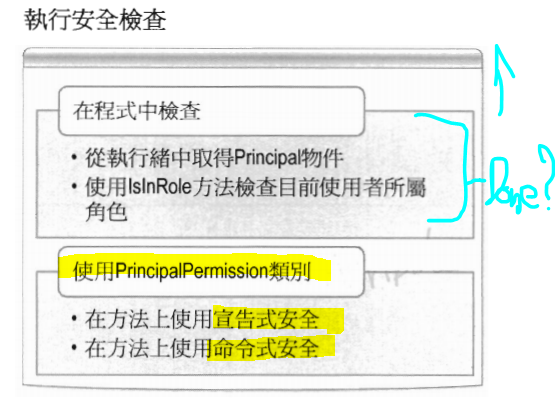 執行安全檢查
在程式中檢查
• 從執行緒中取得Principal物件
• 使用IsInRole方法檢查目前使用者所屬
角色
使用PrincipalPermission類別
• 在方法上使用宣告式安全
• 在方法上使用命令式安全